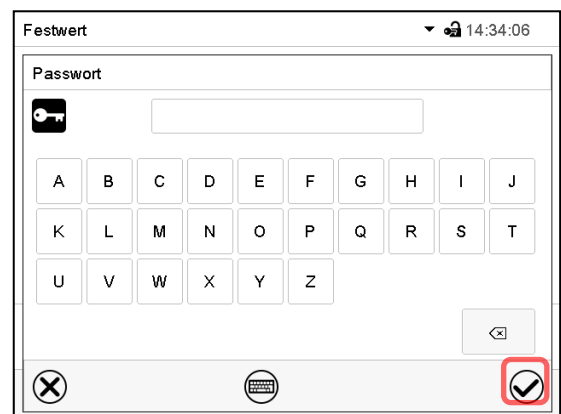 Festwert 14:34:06
Passwort
A B C D E F G H I J
K L M N O P Q R S T
U V W X Y Z